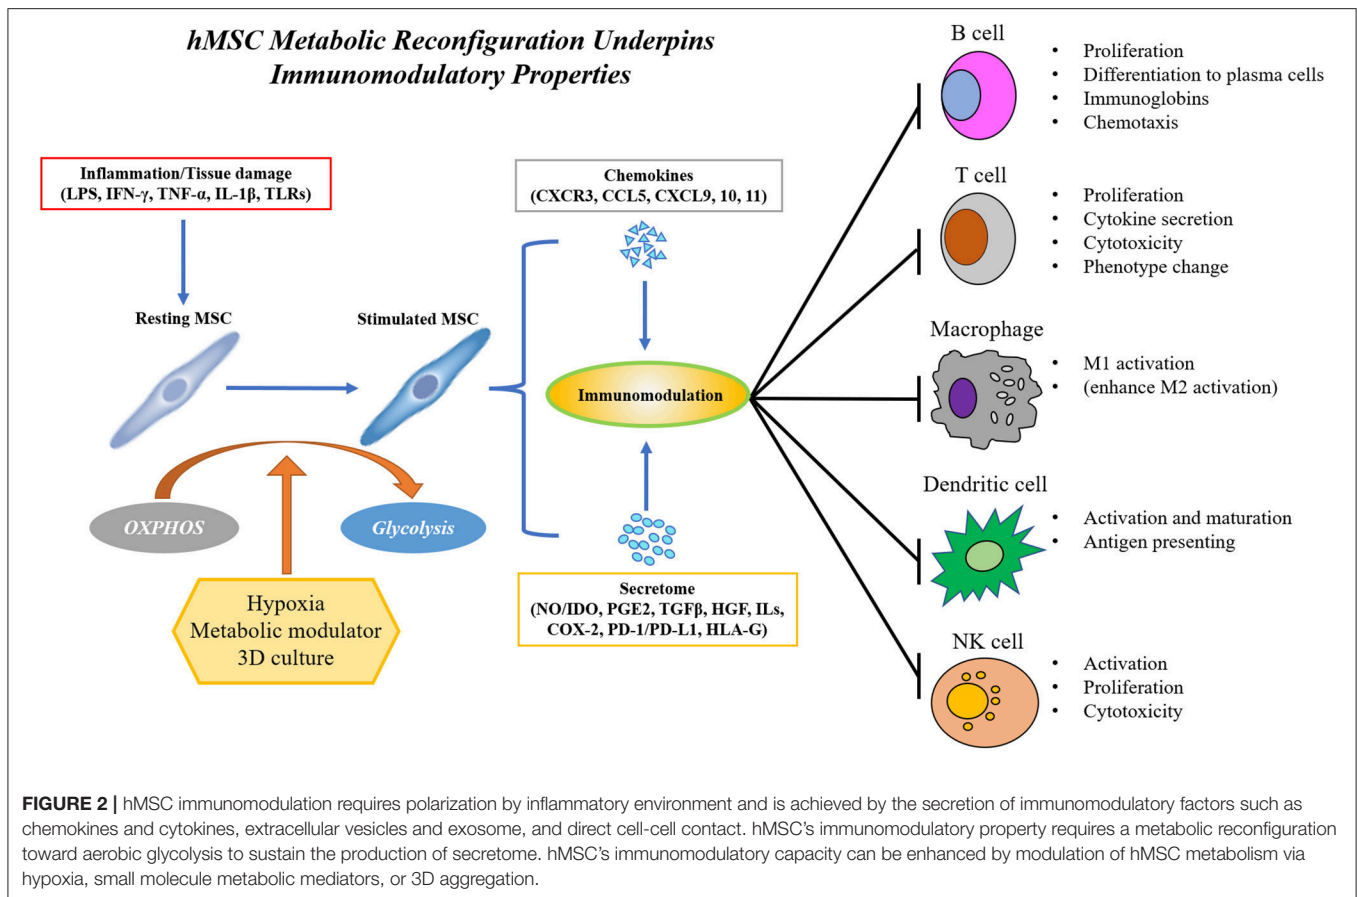 hMSC Metabolic Reconfiguration Underpins
Immunomodulatory Properties
Inflammation/Tissue damage
(LPS, IFN-γ, TNF-α, IL-1β, TLRs)
Resting MSC
Stimulated MSC
OXPHOS
Glycolysis
Hypoxia
Metabolic modulator
3D culture
Chemokines
(CXCR3, CCL5, CXCL9, 10, 11)
Immunomodulation
Secretome
(NO/IDO, PGE2, TGFβ, HGF, ILs,
COX-2, PD-1/PD-L1, HLA-G)
B cell
• Proliferation
• Differentiation to plasma cells
• Immunoglobins
• Chemotaxis
T cell
• Proliferation
• Cytokine secretion
• Cytotoxicity
• Phenotype change
Macrophage
• M1 activation
• (enhance M2 activation)
Dendritic cell
• Activation and maturation
• Antigen presenting
NK cell
• Activation
• Proliferation
• Cytotoxicity
FIGURE 2 | hMSC immunomodulation requires polarization by inflammatory environment and is achieved by the secretion of immunomodulatory factors such as
chemokines and cytokines, extracellular vesicles and exosome, and direct cell-cell contact. hMSC's immunomodulatory property requires a metabolic reconfiguration
toward aerobic glycolysis to sustain the production of secretome. hMSC's immunomodulatory capacity can be enhanced by modulation of hMSC metabolism via
hypoxia, small molecule metabolic mediators, or 3D aggregation.